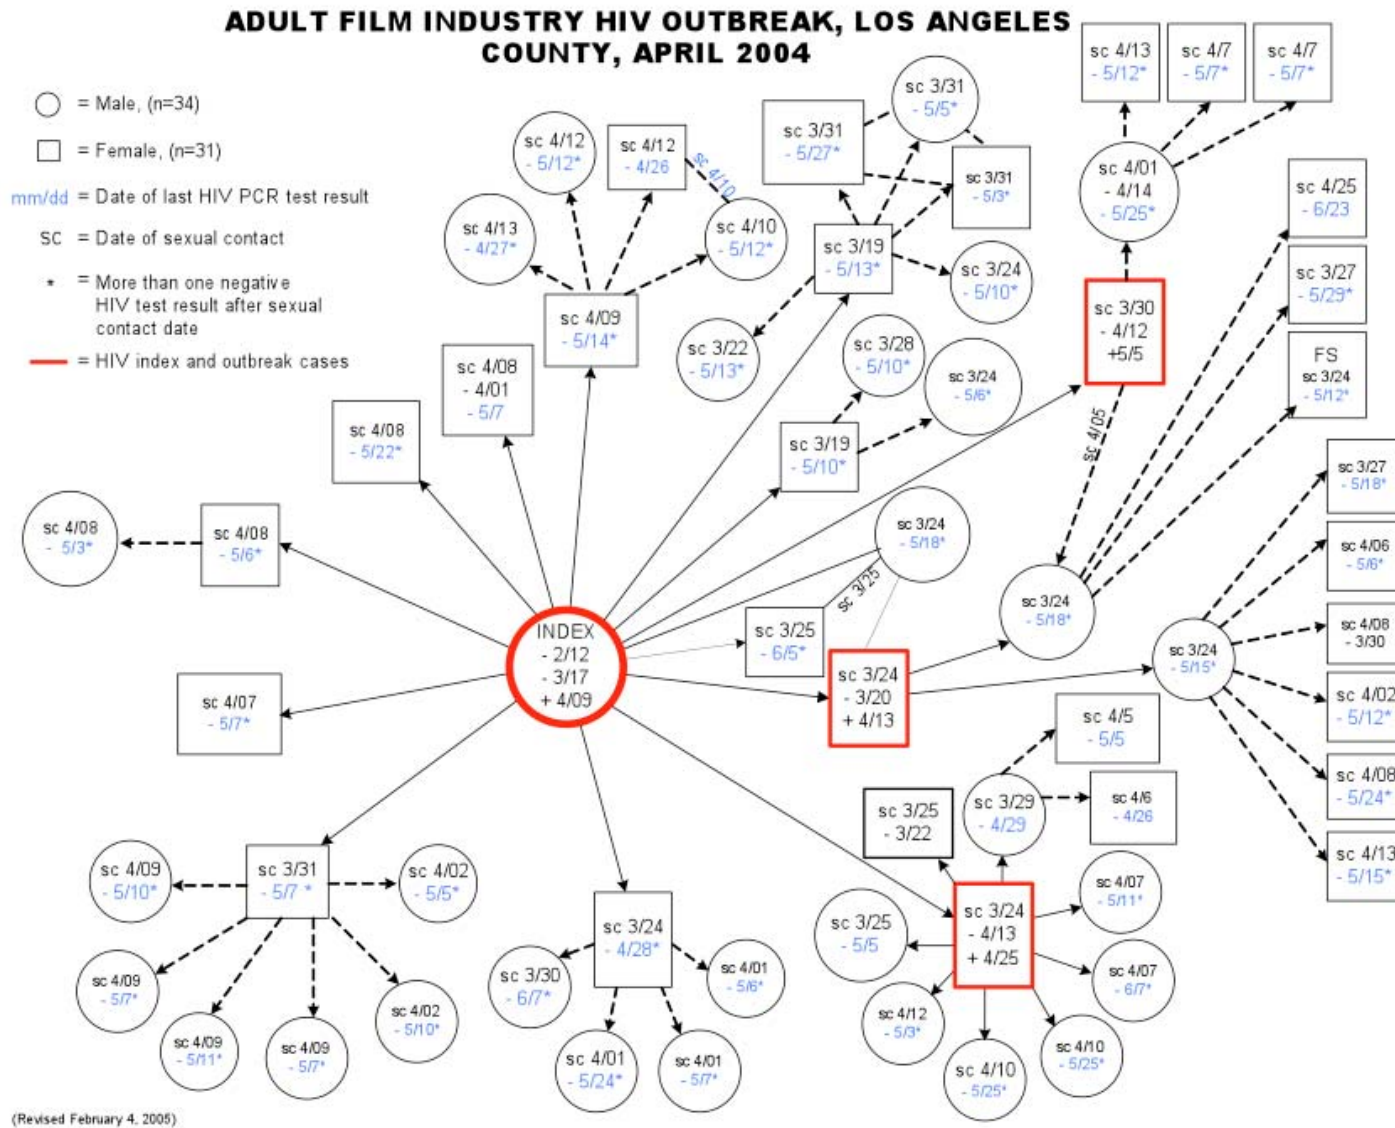 ADULT FILM INDUSTRY HIV OUTBREAK, LOS ANGELES
COUNTY, APRIL 2004
= Male, (n=34)
= Female, (n=31)
mm/dd = Date of last HIV PCR test result
SC = Date of sexual contact
* = More than one negative
HIV test result after sexual
contact date
= HIV index and outbreak cases
sc 4/13
- 5/12*
sc 4/7
- 5/7*
sc 4/7
- 5/7*
sc 4/12
- 5/12*
sc 4/12
- 4/26
sc 4/10
sc 4/13
- 4/27*
sc 4/10
- 5/12*
sc 4/09
- 5/14*
sc 3/31
- 5/27*
sc 3/31
- 5/5*
sc 3/31
- 5/3*
sc 3/19
- 5/13*
sc 3/24
- 5/10*
sc 3/22
- 5/13*
sc 4/01
- 4/14
- 5/25*
sc 3/30
- 4/12
+5/5
sc 4/05
sc 4/25
- 6/23
sc 3/27
- 5/29*
FS
sc 3/24
- 5/12*
sc 4/08
- 4/01
- 5/7
sc 4/08
- 5/22*
sc 3/28
- 5/10*
sc 3/24
- 5/6*
sc 3/19
- 5/10*
sc 4/08
- 5/3*
sc 4/08
- 5/6*
sc 3/24
- 5/18*
sc 3/25
sc 3/25
- 6/5*
INDEX
- 2/12
- 3/17
+ 4/09
sc 3/24
- 3/20
+ 4/13
sc 3/24
- 5/18*
sc 3/24
- 5/15*
sc 3/27
- 5/18*
sc 4/06
- 5/6*
sc 4/08
- 3/30
sc 4/02
- 5/12*
sc 4/08
- 5/24*
sc 4/13
- 5/15*
sc 4/07
- 5/7*
sc 4/5
- 5/5
sc 3/29
- 4/29
sc 4/6
- 4/26
sc 3/25
- 3/22
sc 3/24
- 4/13
+ 4/25
sc 4/07
- 5/11*
sc 3/25
- 5/5
sc 4/07
- 6/7*
sc 4/12
- 5/3*
sc 4/10
- 5/25*
sc 4/10
- 5/25*
sc 4/09
- 5/10*
sc 3/31
- 5/7 *
sc 4/02
- 5/5*
sc 4/09
- 5/7*
sc 4/09
- 5/11*
sc 4/09
- 5/7*
sc 4/02
- 5/10*
sc 3/24
- 4/28*
sc 3/30
- 6/7*
sc 4/01
- 5/6*
sc 4/01
- 5/24*
sc 4/01
- 5/7*
(Revised February 4, 2005)